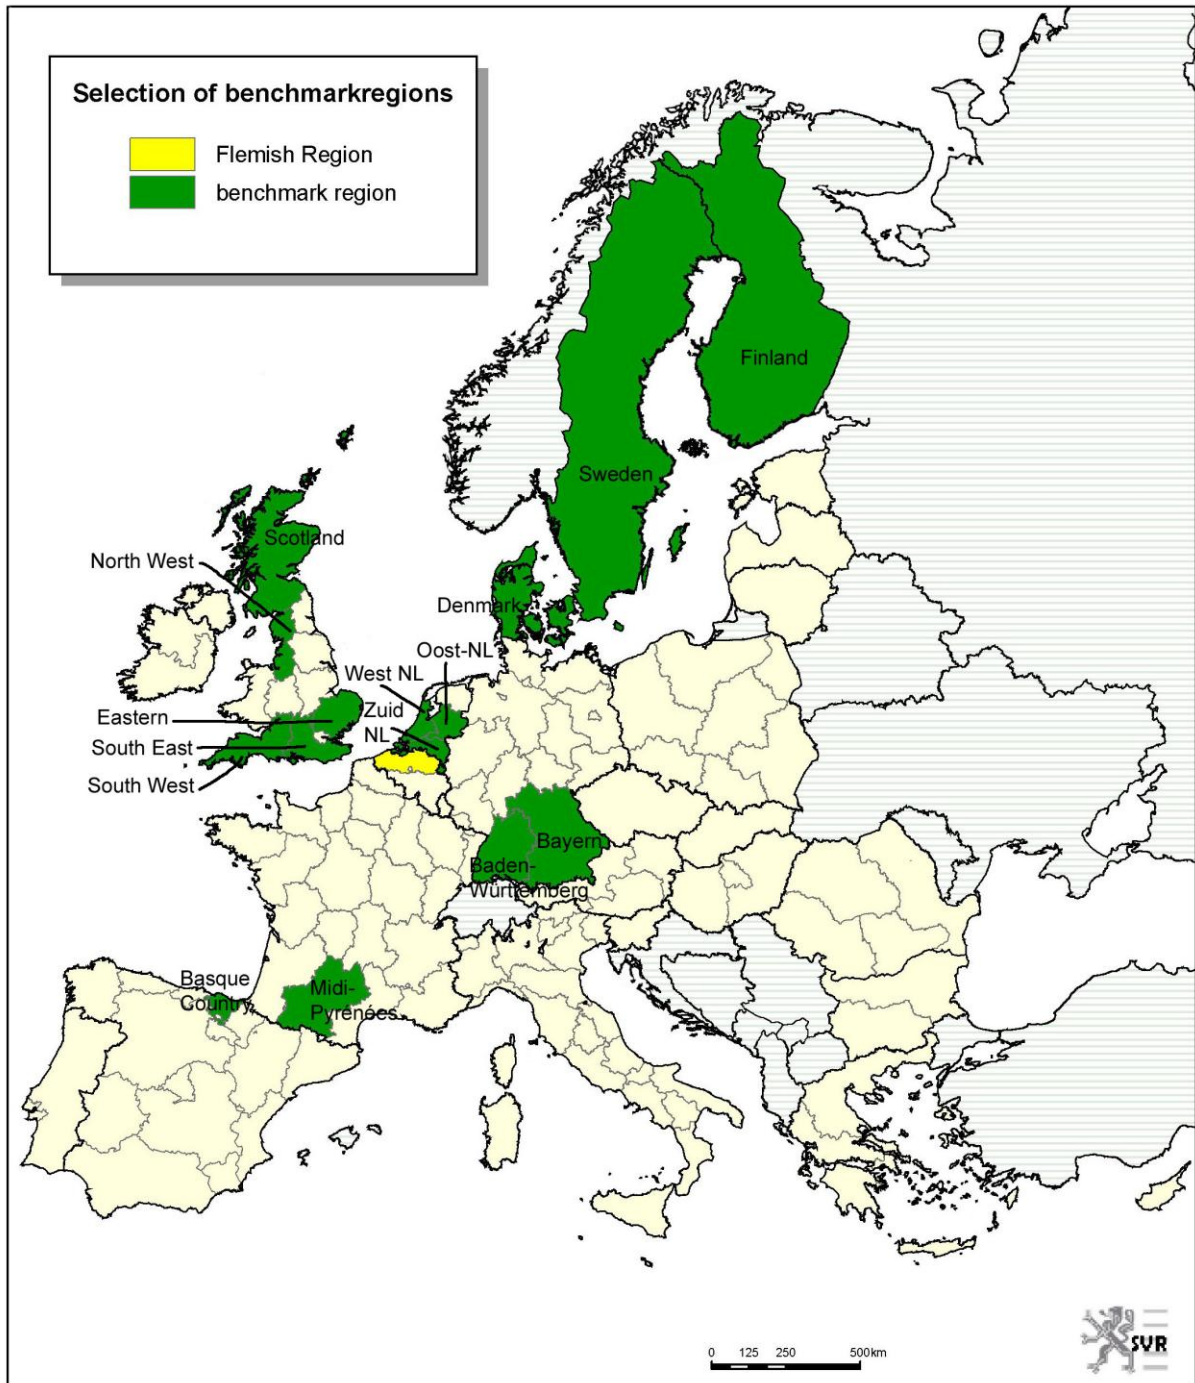 Selection of benchmarkregions
Flemish Region
benchmark region
Finland
Sweden
Scotland
North West
Denmark
Oost-NL
West NL
Zuid
NL
Eastern
South East
South West
Bayern
Baden-
Württemberg
Basque
Country
Midi-
Pyrénées
0 125 250 500km
SVR